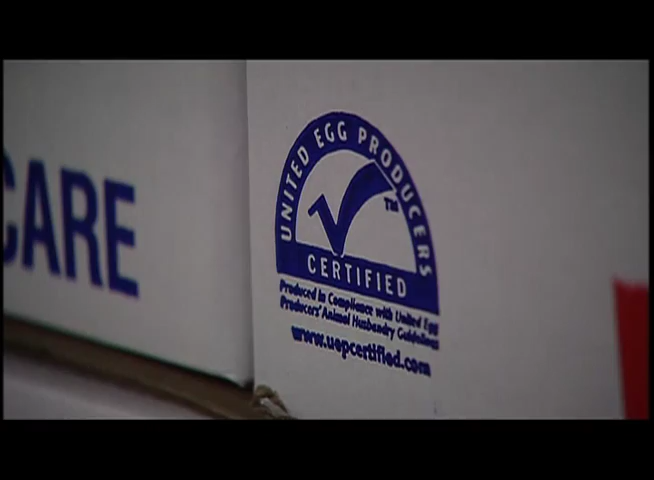 CARE
UNITED EGG PRODUCERS
TM
CERTIFIED
Produced in Compliance with United Egg
Producers' Animal Husbandry Guidelines
www.uepcertified.com